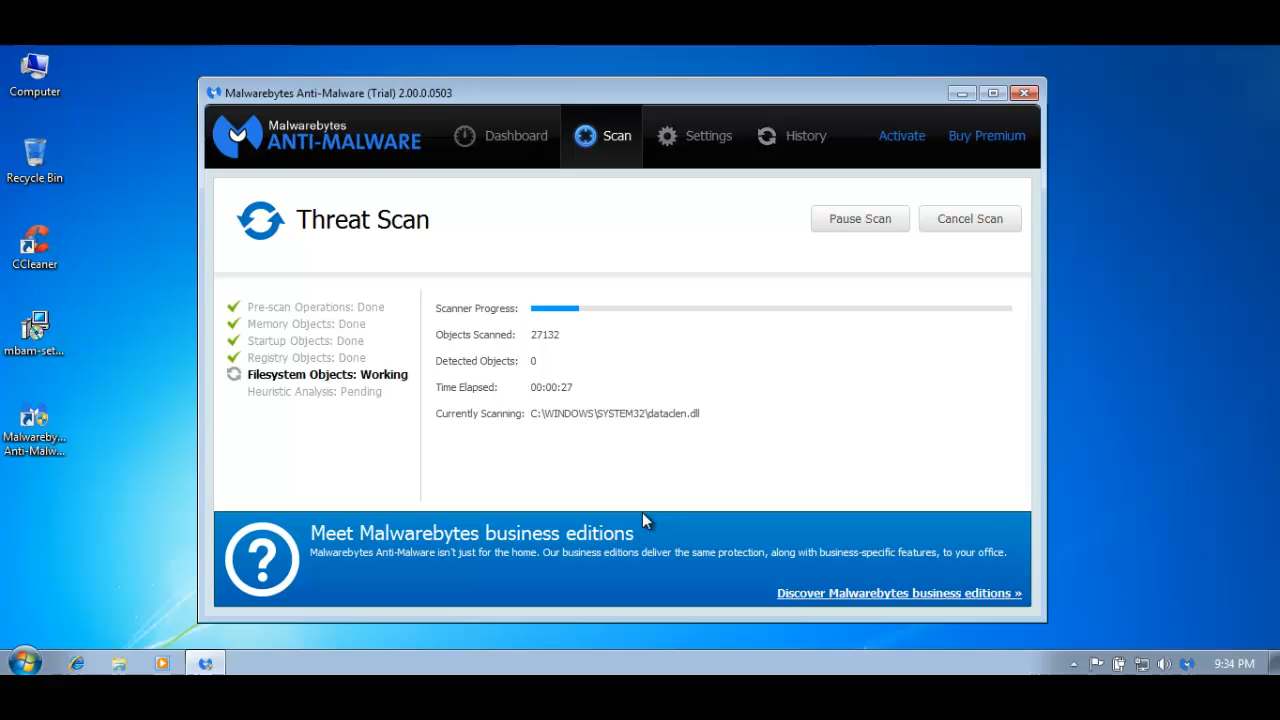 Computer
Recycle Bin
CCleaner
mbam-set...
Malwareby...
Anti-Malw...
Malwarebytes Anti-Malware (Trial) 2.00.0.0503
Malwarebytes
ANTI-MALWARE
Dashboard
Scan
Settings
History
Activate
Buy Premium
Threat Scan
Pause Scan
Cancel Scan
Pre-scan Operations: Done
Memory Objects: Done
Startup Objects: Done
Registry Objects: Done
Filesystem Objects: Working
Heuristic Analysis: Pending
Scanner Progress:
Objects Scanned: 27132
Detected Objects: 0
Time Elapsed: 00:00:27
Currently Scanning: C:\WINDOWS\SYSTEM32\dataclen.dll
Meet Malwarebytes business editions
Malwarebytes Anti-Malware isn't just for the home. Our business editions deliver the same protection, along with business-specific features, to your office.
Discover Malwarebytes business editions »
9:34 PM